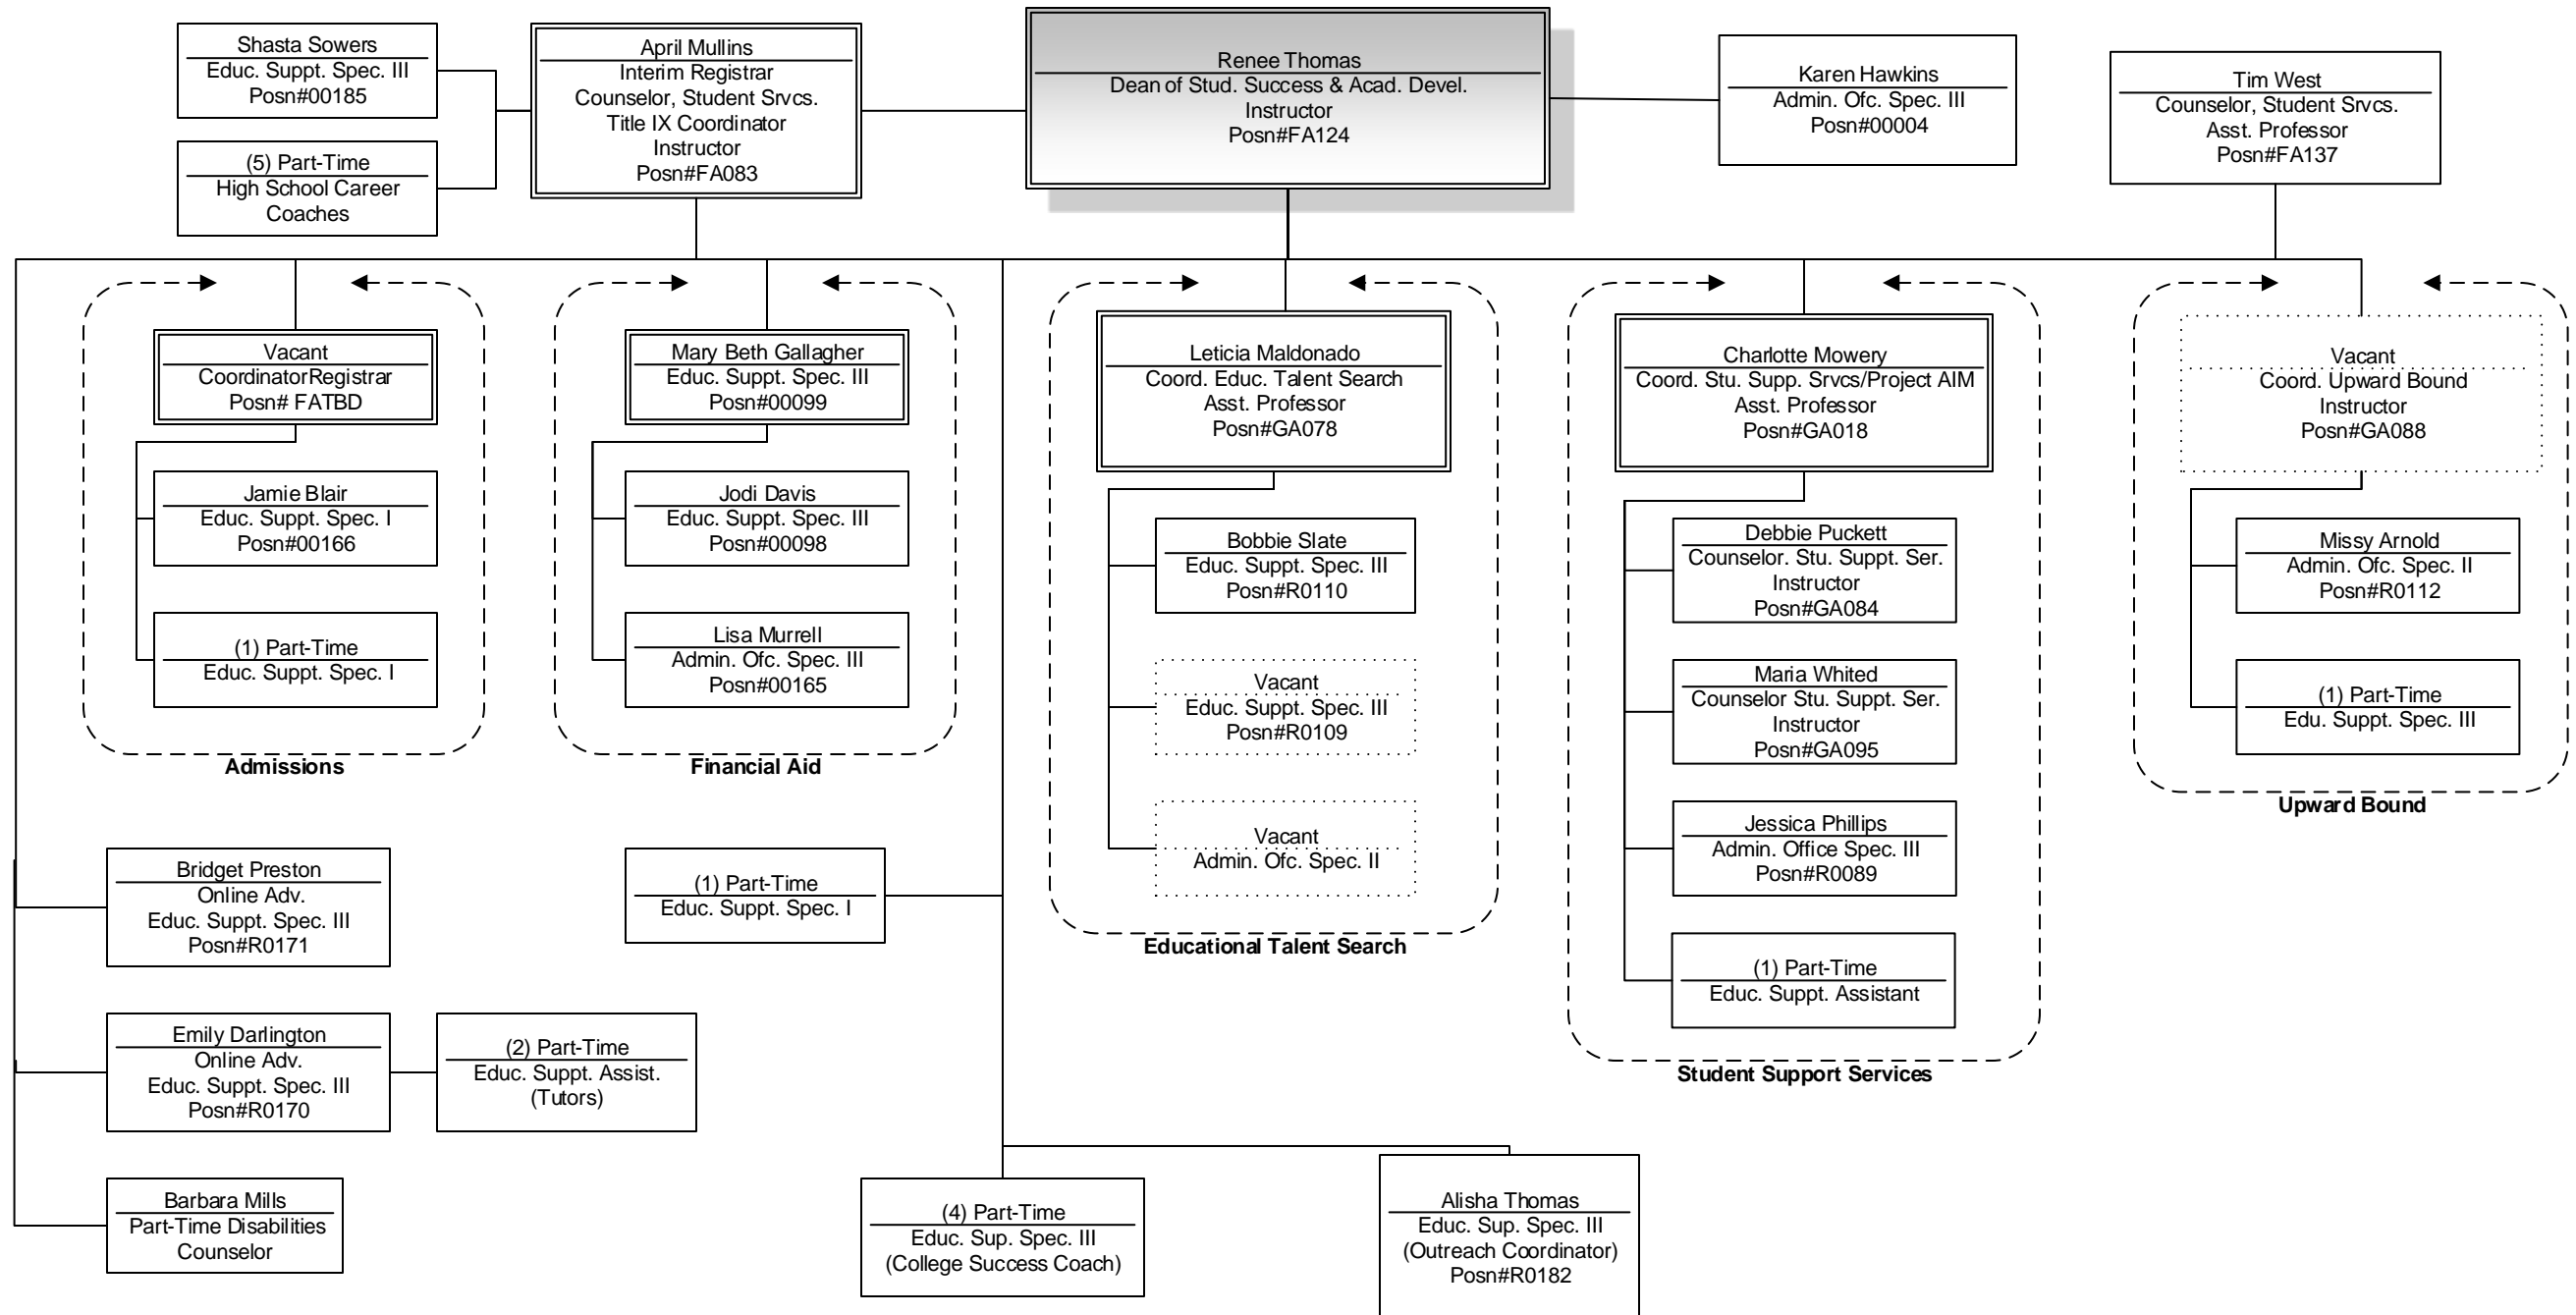 Shasta Sowers
Educ. Suppt. Spec. III
Posn#00185
(5) Part-Time
High School Career
Coaches
April Mullins
Interim Registrar
Counselor, Student Srvcs.
Title IX Coordinator
Instructor
Posn#FA083
Renee Thomas
Dean of Stud. Success & Acad. Devel.
Instructor
Posn#FA124
Karen Hawkins
Admin. Ofc. Spec. III
Posn#00004
Tim West
Counselor, Student Srvcs.
Asst. Professor
Posn#FA137
Vacant
CoordinatorRegistrar
Posn# FATBD
Jamie Blair
Educ. Suppt. Spec. I
Posn#00166
(1) Part-Time
Educ. Suppt. Spec. I
Admissions
Mary Beth Gallagher
Educ. Suppt. Spec. III
Posn#00099
Jodi Davis
Educ. Suppt. Spec. III
Posn#00098
Lisa Murrell
Admin. Ofc. Spec. III
Posn#00165
Financial Aid
Leticia Maldonado
Coord. Educ. Talent Search
Asst. Professor
Posn#GA078
Bobbie Slate
Educ. Suppt. Spec. III
Posn#R0110
Vacant
Educ. Suppt. Spec. III
Posn#R0109
Vacant
Admin. Ofc. Spec. II
Educational Talent Search
Charlotte Mowery
Coord. Stu. Supp. Srvcs/Project AIM
Asst. Professor
Posn#GA018
Debbie Puckett
Counselor. Stu. Suppt. Ser.
Instructor
Posn#GA084
Maria Whited
Counselor Stu. Suppt. Ser.
Instructor
Posn#GA095
Jessica Phillips
Admin. Office Spec. III
Posn#R0089
(1) Part-Time
Educ. Suppt. Assistant
Student Support Services
Vacant
Coord. Upward Bound
Instructor
Posn#GA088
Missy Arnold
Admin. Ofc. Spec. II
Posn#R0112
(1) Part-Time
Edu. Suppt. Spec. III
Upward Bound
Bridget Preston
Online Adv.
Educ. Suppt. Spec. III
Posn#R0171
(1) Part-Time
Educ. Suppt. Spec. I
Emily Darlington
Online Adv.
Educ. Suppt. Spec. III
Posn#R0170
(2) Part-Time
Educ. Suppt. Assist.
(Tutors)
Barbara Mills
Part-Time Disabilities
Counselor
(4) Part-Time
Educ. Sup. Spec. III
(College Success Coach)
Alisha Thomas
Educ. Sup. Spec. III
(Outreach Coordinator)
Posn#R0182